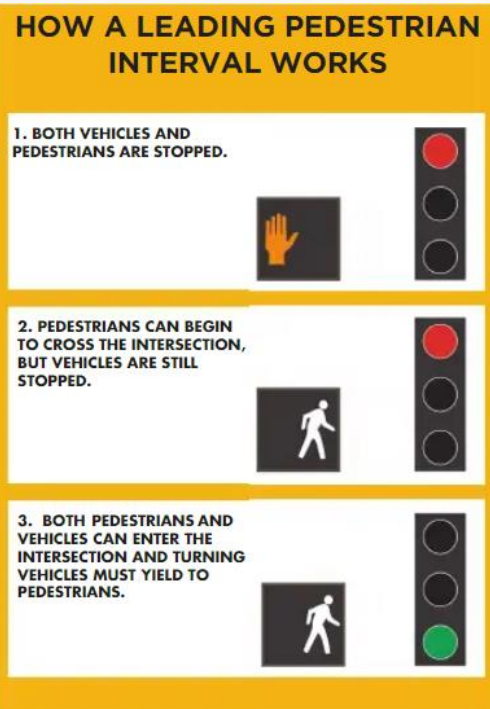 HOW A LEADING PEDESTRIAN
INTERVAL WORKS
1. BOTH VEHICLES AND
PEDESTRIANS ARE STOPPED.
2. PEDESTRIANS CAN BEGIN
TO CROSS THE INTERSECTION,
BUT VEHICLES ARE STILL
STOPPED.
3. BOTH PEDESTRIANS AND
VEHICLES CAN ENTER THE
INTERSECTION AND TURNING
VEHICLES MUST YIELD TO
PEDESTRIANS.